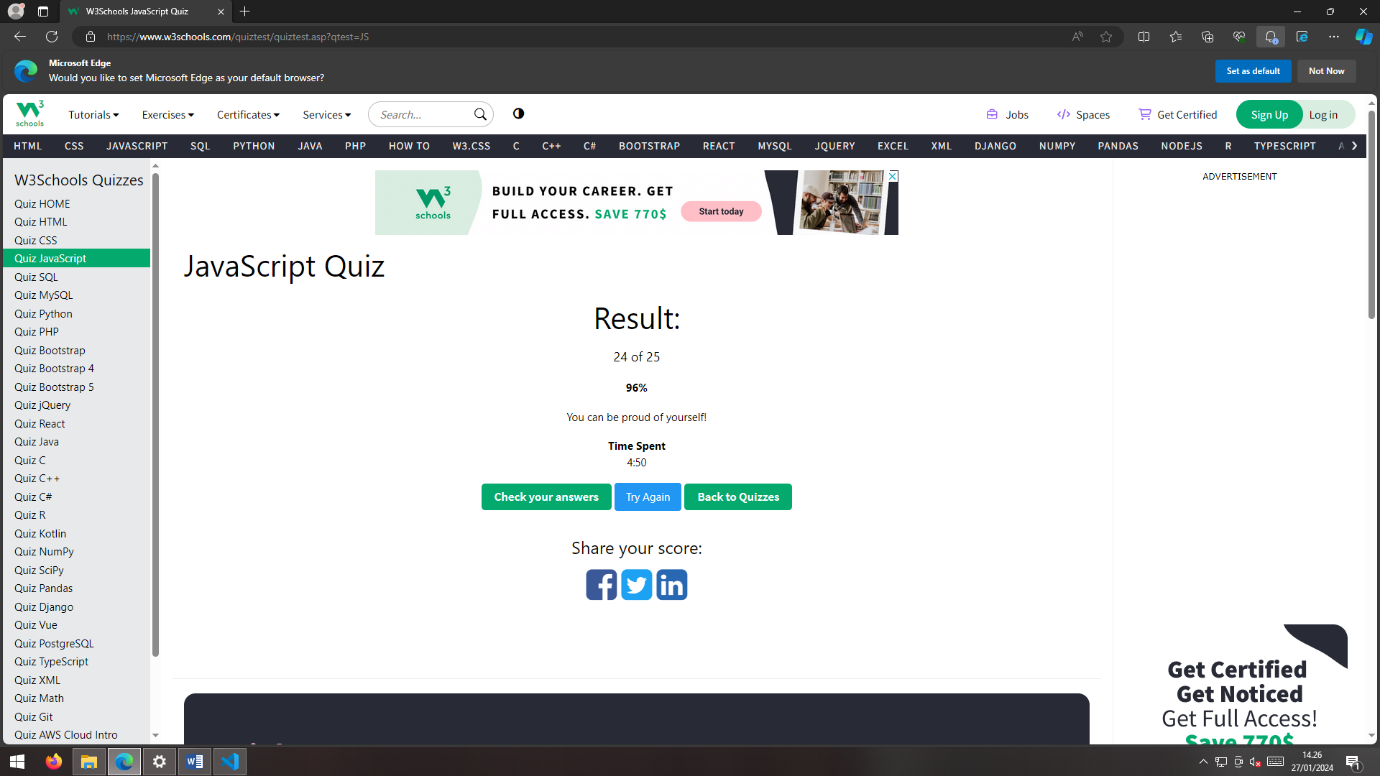 W3Schools JavaScript Quiz
https://www.w3schools.com/quiztest/quiztest.asp?qtest=JS
Microsoft Edge
Would you like to set Microsoft Edge as your default browser?
Set as default
Not Now
W3 schools
Tutorials
Exercises
Certificates
Services
Search...
Jobs
Spaces
Get Certified
Sign Up
Log in
HTML CSS JAVASCRIPT SQL PYTHON JAVA PHP HOW TO W3.CSS C C++ C# BOOTSTRAP REACT MYSQL JQUERY EXCEL XML DJANGO NUMPY PANDAS NODEJS R TYPESCRIPT
W3Schools Quizzes
Quiz HOME
Quiz HTML
Quiz CSS
Quiz JavaScript
Quiz SQL
Quiz MySQL
Quiz Python
Quiz PHP
Quiz Bootstrap
Quiz Bootstrap 4
Quiz Bootstrap 5
Quiz jQuery
Quiz React
Quiz Java
Quiz C
Quiz C++
Quiz C#
Quiz R
Quiz Kotlin
Quiz NumPy
Quiz SciPy
Quiz Pandas
Quiz Django
Quiz Vue
Quiz PostgreSQL
Quiz TypeScript
Quiz XML
Quiz Math
Quiz Git
Quiz AWS Cloud Intro
W3 schools
BUILD YOUR CAREER. GET
FULL ACCESS. SAVE 770$
Start today
JavaScript Quiz
Result:
24 of 25
96%
You can be proud of yourself!
Time Spent
4:50
Check your answers
Try Again
Back to Quizzes
Share your score:
ADVERTISEMENT
Get Certified
Get Noticed
Get Full Access!
Save 770$
14.26
27/01/2024
1